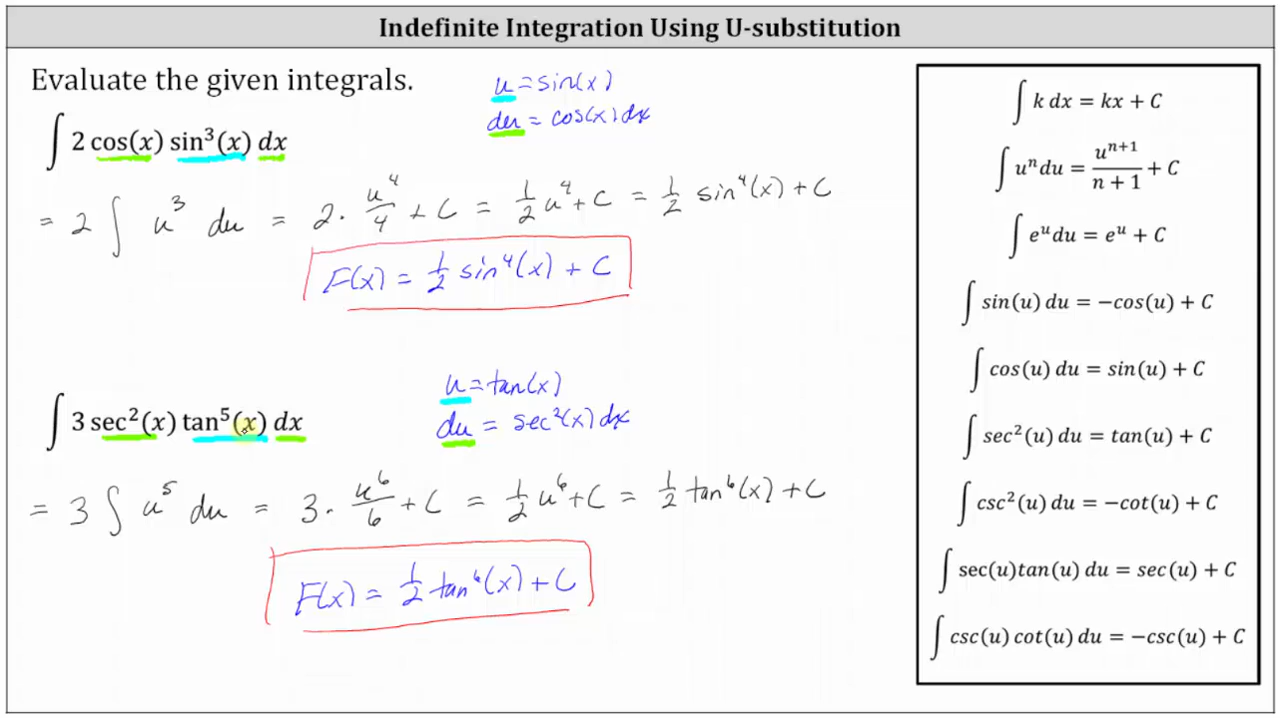 Indefinite Integration Using U-substitution
Evaluate the given integrals.
u = sin(x)
du = cos(x) dx
∫ 2 cos(x) sin³(x) dx
= 2 ∫ u³ du = 2 · u⁴/4 + C = 1/2 u⁴ + C = 1/2 sin⁴(x) + C
F(x) = 1/2 sin⁴(x) + C
u = tan(x)
du = sec²(x) dx
∫ 3 sec²(x) tan⁵(x) dx
= 3 ∫ u⁵ du = 3 · u⁶/6 + C = 1/2 u⁶ + C = 1/2 tan⁶(x) + C
F(x) = 1/2 tan⁶(x) + C
∫ k dx = kx + C
∫ uⁿ du = uⁿ⁺¹/(n + 1) + C
∫ eᵘ du = eᵘ + C
∫ sin(u) du = −cos(u) + C
∫ cos(u) du = sin(u) + C
∫ sec²(u) du = tan(u) + C
∫ csc²(u) du = −cot(u) + C
∫ sec(u)tan(u) du = sec(u) + C
∫ csc(u) cot(u) du = −csc(u) + C